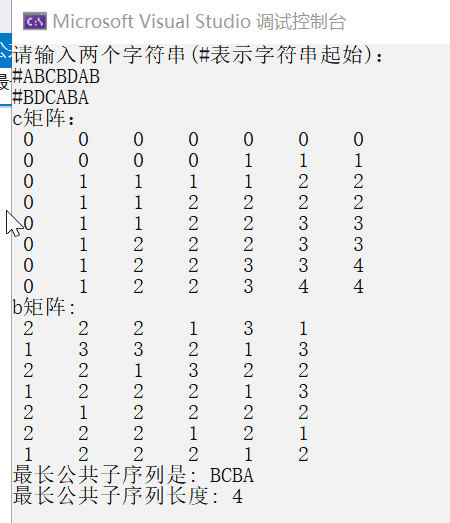 Microsoft Visual Studio 调试控制台
请输入两个字符串(#表示字符串起始):
#ABCBDAB
#BDCABA
c矩阵:
0 0 0 0 0 0 0
0 0 0 0 1 1 1
0 1 1 1 1 2 2
0 1 1 2 2 2 2
0 1 1 2 2 3 3
0 1 2 2 2 3 3
0 1 2 2 3 3 4
0 1 2 2 3 4 4
b矩阵:
2 2 2 1 3 1
1 3 3 2 1 3
2 2 1 3 2 2
1 2 2 2 1 3
2 1 2 2 2 2
2 2 2 1 2 1
1 2 2 2 1 2
最长公共子序列是: BCBA
最长公共子序列长度: 4